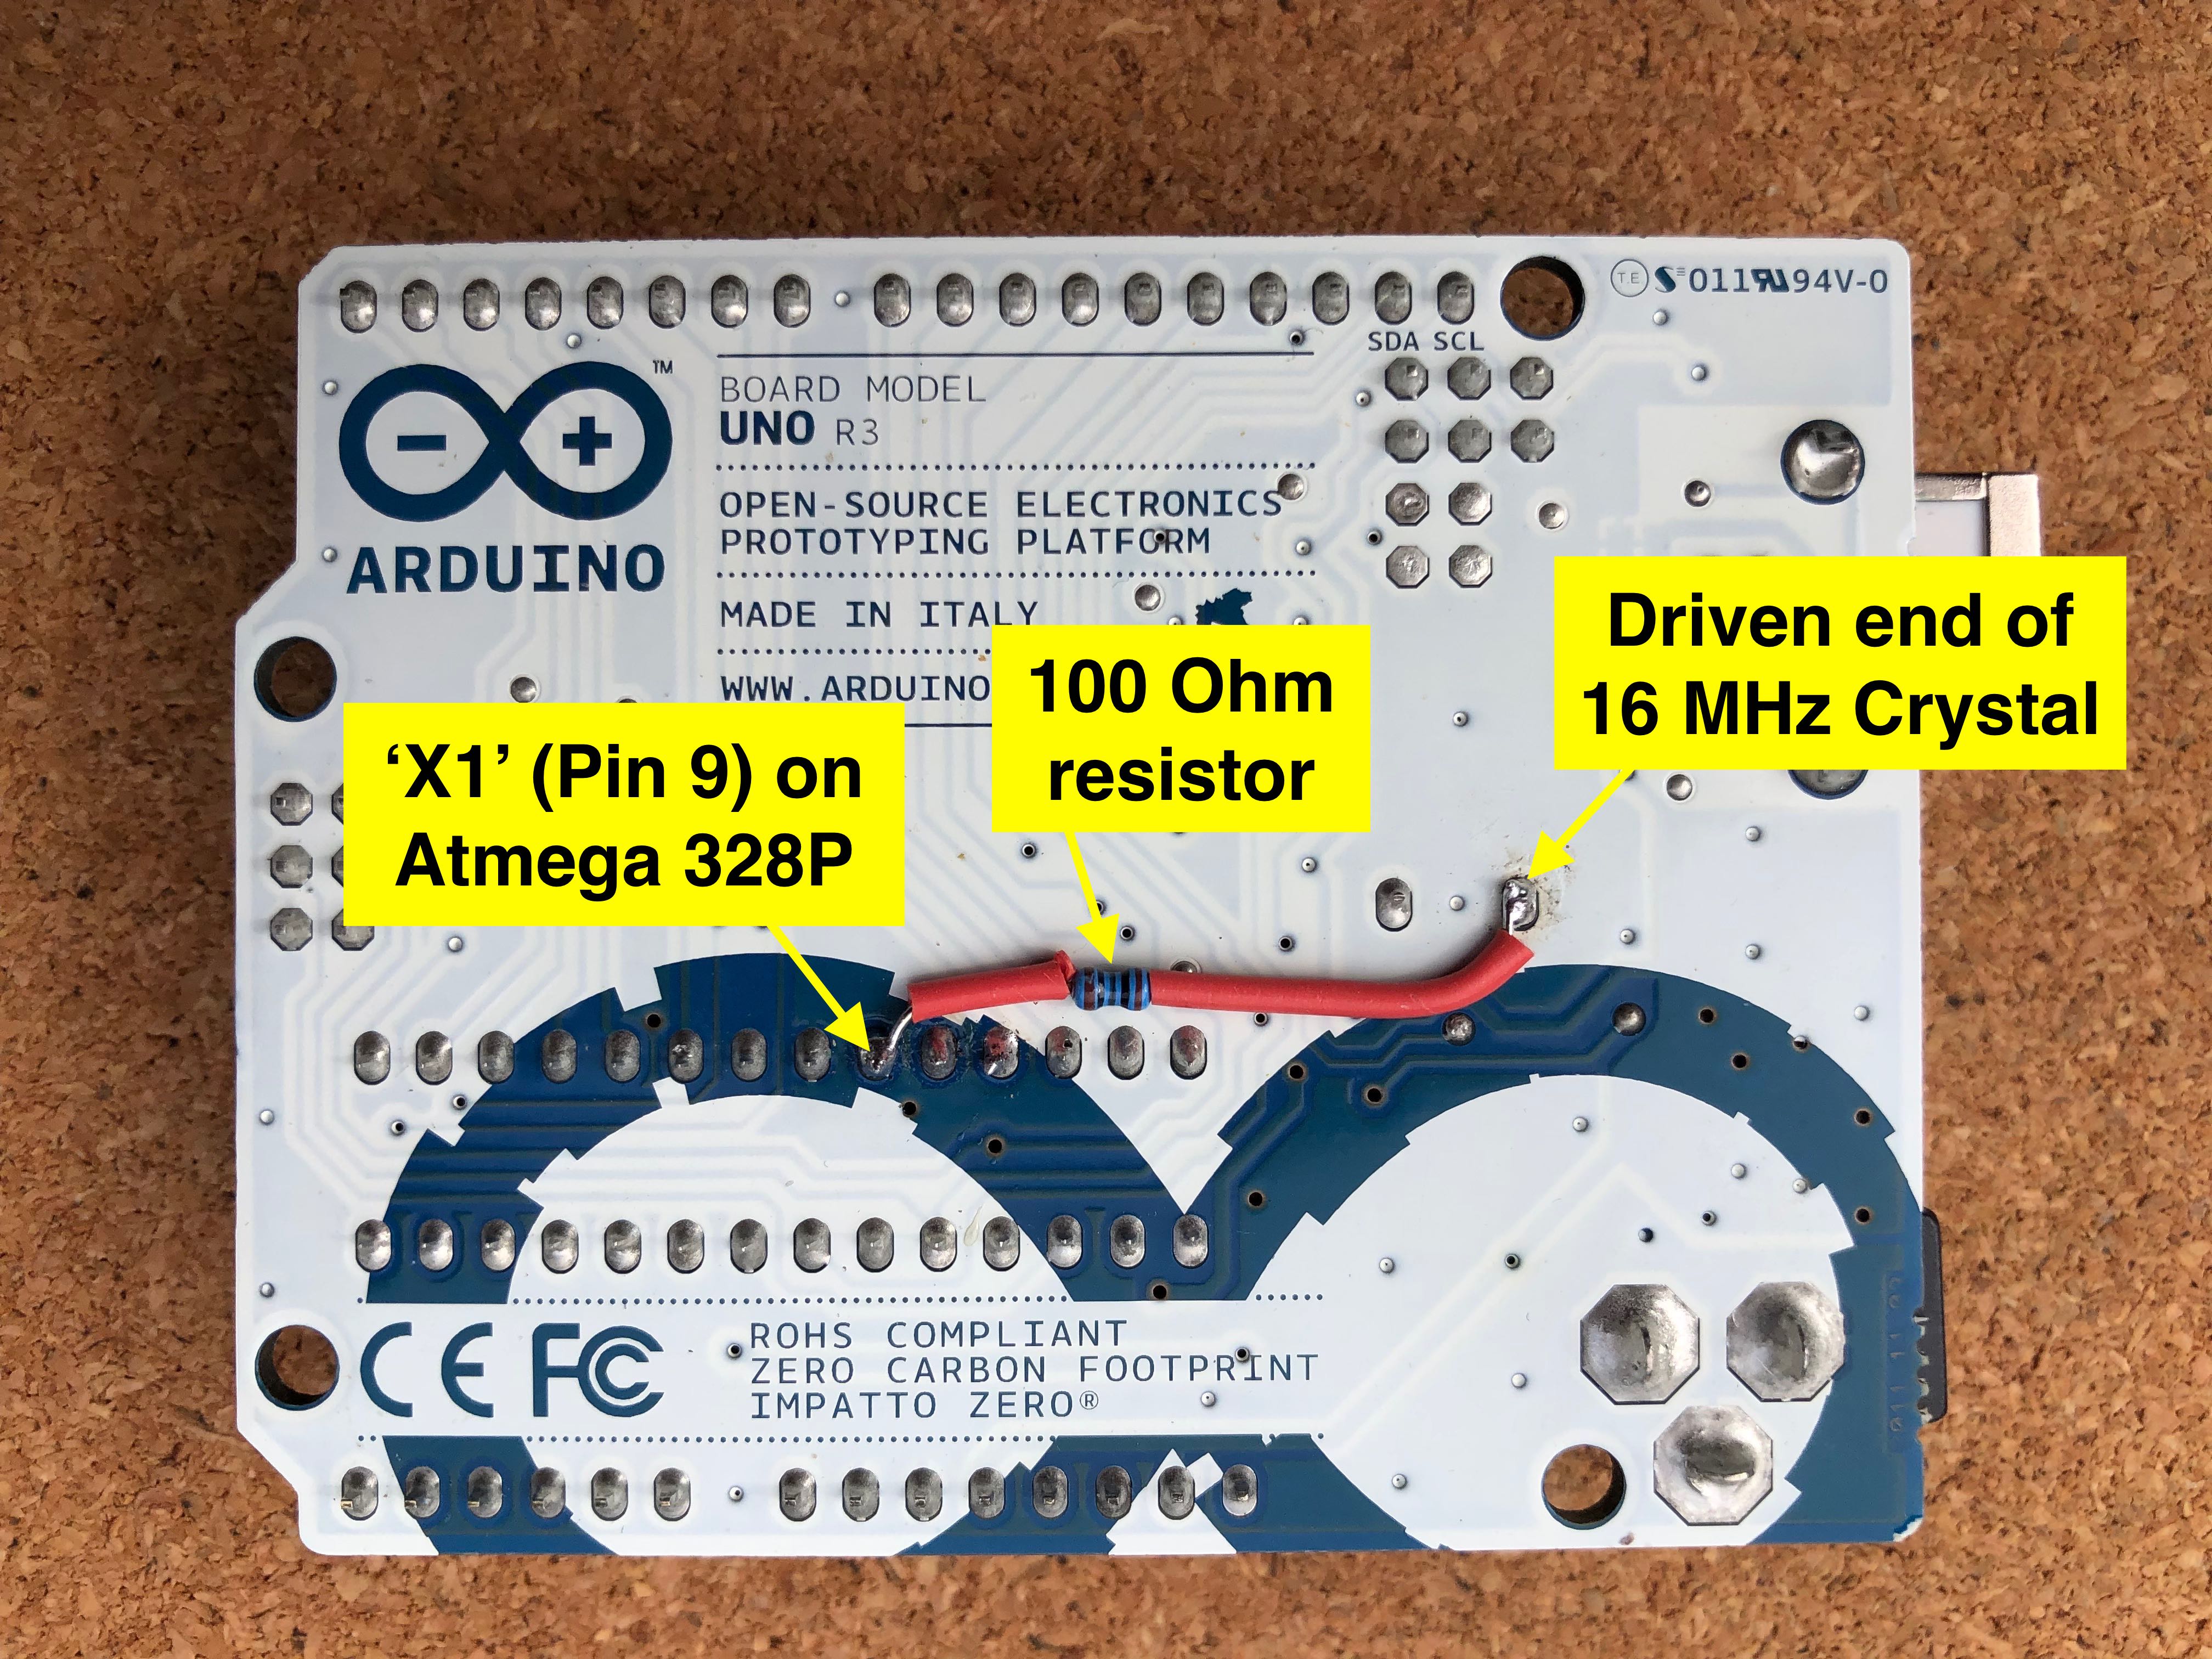 T.E
011 94V-0
SDA SCL
TM
ARDUINO
BOARD MODEL
UNO R3
OPEN-SOURCE ELECTRONICS
PROTOTYPING PLATFORM
MADE IN ITALY
WWW.ARDUINO
‘X1’ (Pin 9) on
Atmega 328P
100 Ohm
resistor
Driven end of
16 MHz Crystal
CE FC
ROHS COMPLIANT
ZERO CARBON FOOTPRINT
IMPATTO ZERO®